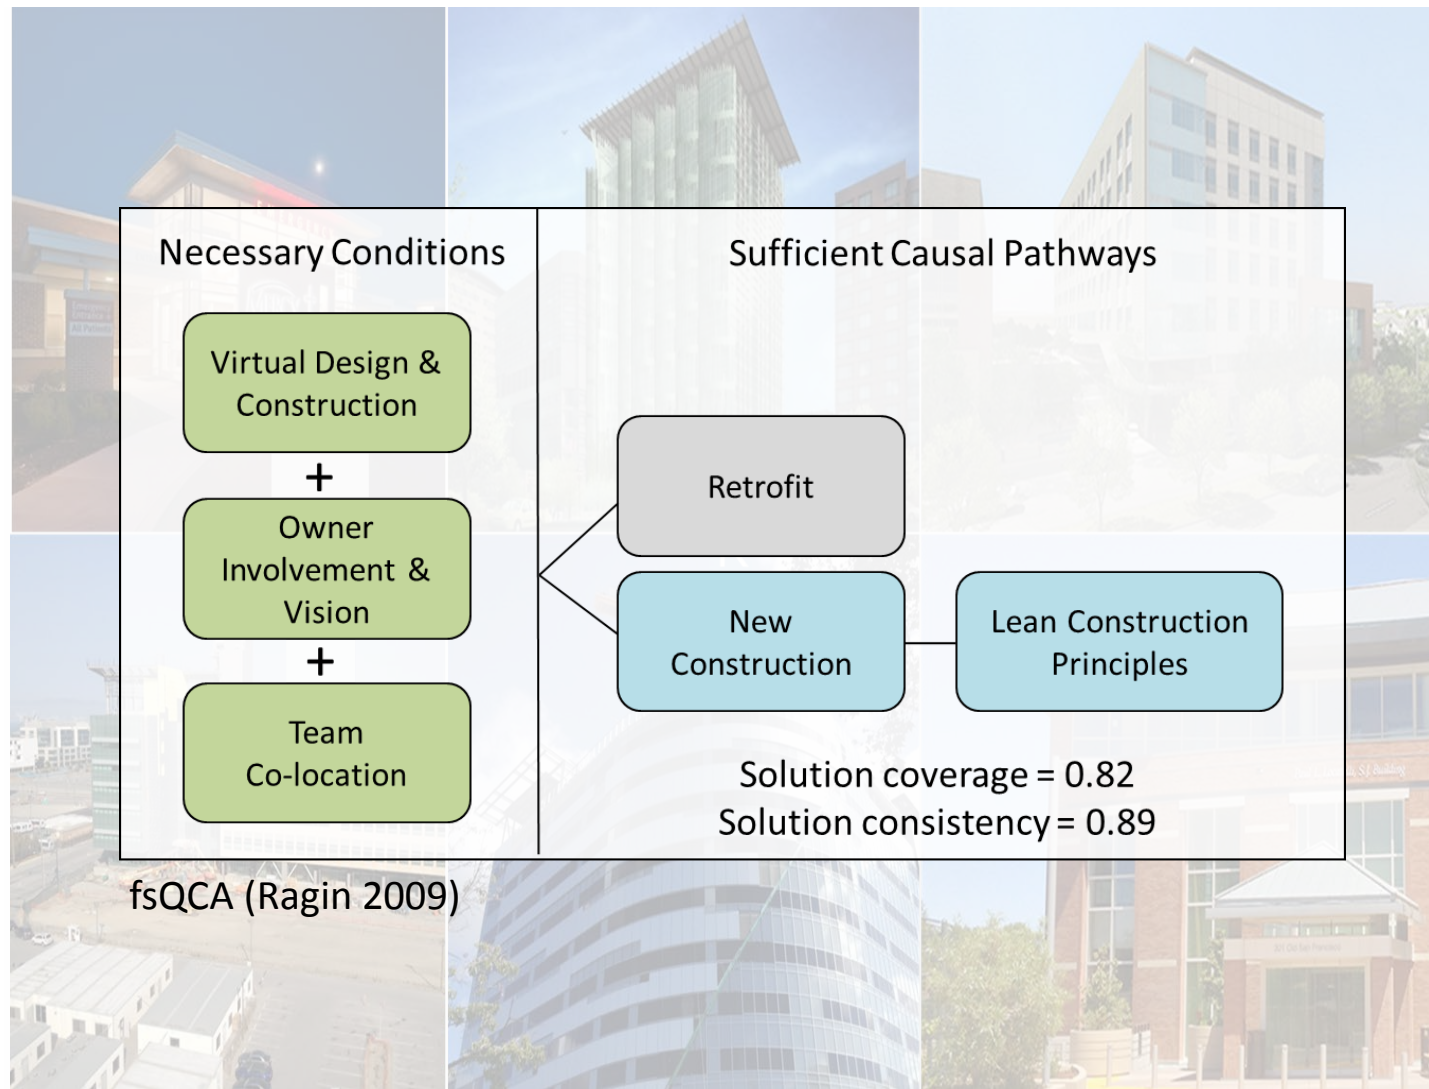 Necessary Conditions
Sufficient Causal Pathways
Virtual Design &
Construction
+
Owner
Involvement &
Vision
+
Team
Co-location
Retrofit
New
Construction
Lean Construction
Principles
Solution coverage = 0.82
Solution consistency = 0.89
fsQCA (Ragin 2009)